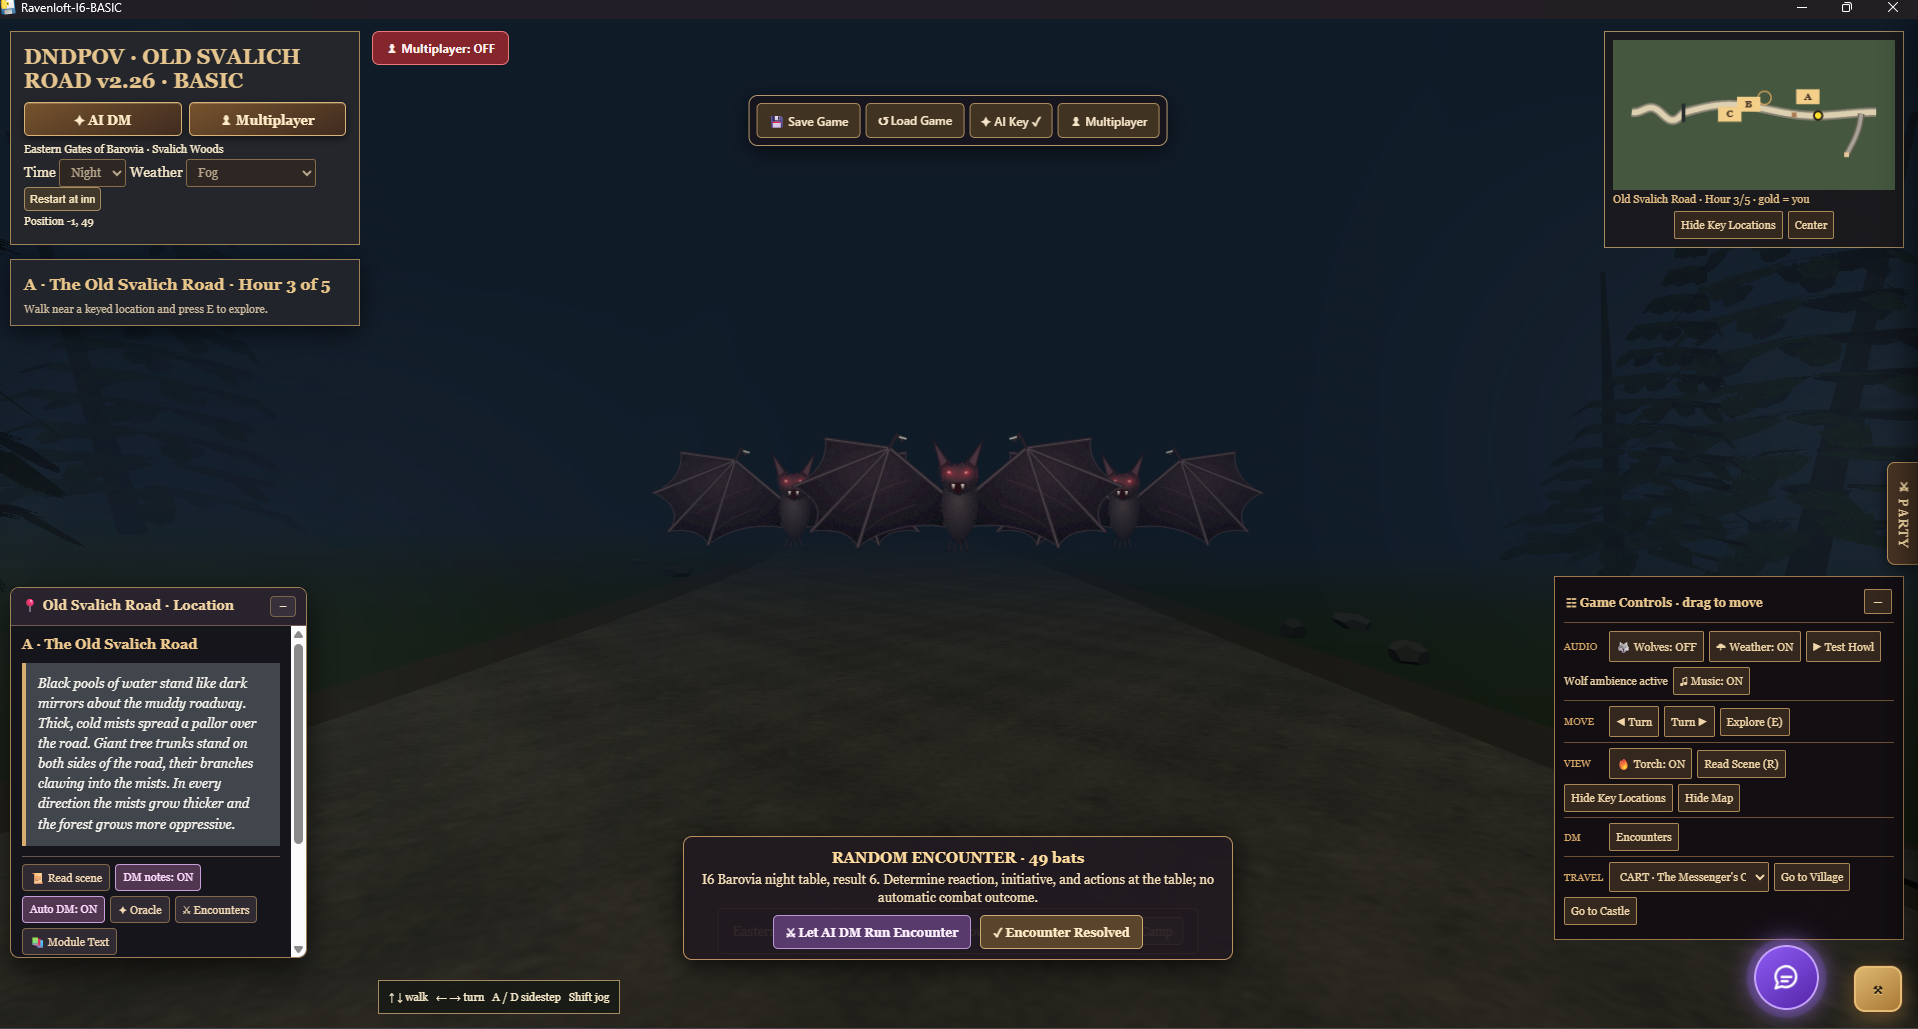 Ravenloft-I6-BASIC
DNDPOV · OLD SVALICH
ROAD v2.26 · BASIC
✦ AI DM
Multiplayer
Eastern Gates of Barovia · Svalich Woods
Time Night Weather Fog
Restart at inn
Position -1, 49
A · The Old Svalich Road · Hour 3 of 5
Walk near a keyed location and press E to explore.
Multiplayer: OFF
Save Game
↺ Load Game
✦ AI Key ✓
Multiplayer
A
B
C
Old Svalich Road · Hour 3/5 · gold = you
Hide Key Locations
Center
PARTY
Old Svalich Road · Location
–
A · The Old Svalich Road
Black pools of water stand like dark
mirrors about the muddy roadway.
Thick, cold mists spread a pallor over
the road. Giant tree trunks stand on
both sides of the road, their branches
clawing into the mists. In every
direction the mists grow thicker and
the forest grows more oppressive.
Read scene
DM notes: ON
Auto DM: ON
✦ Oracle
⚔ Encounters
Module Text
RANDOM ENCOUNTER · 49 bats
I6 Barovia night table, result 6. Determine reaction, initiative, and actions at the table; no
automatic combat outcome.
⚔ Let AI DM Run Encounter
✓ Encounter Resolved
↑↓ walk ←→ turn A / D sidestep Shift jog
☷ Game Controls · drag to move
—
AUDIO
Wolves: OFF
Weather: ON
▶ Test Howl
Wolf ambience active
♫ Music: ON
MOVE
◀ Turn
Turn ▶
Explore (E)
VIEW
Torch: ON
Read Scene (R)
Hide Key Locations
Hide Map
DM
Encounters
TRAVEL
CART · The Messenger's C
Go to Village
Go to Castle